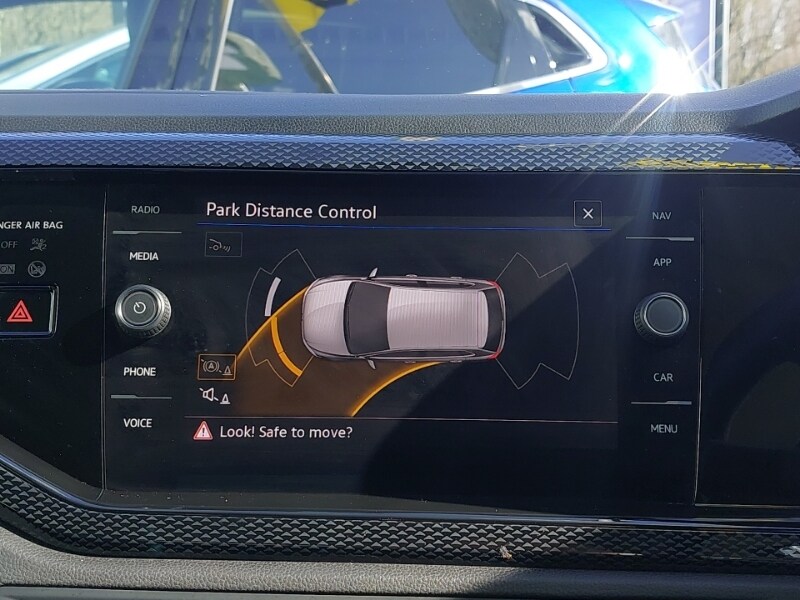 RADIO
Park Distance Control
NAV
NGER AIR BAG
OFF
MEDIA
APP
ON
PHONE
CAR
VOICE
Look! Safe to move?
MENU